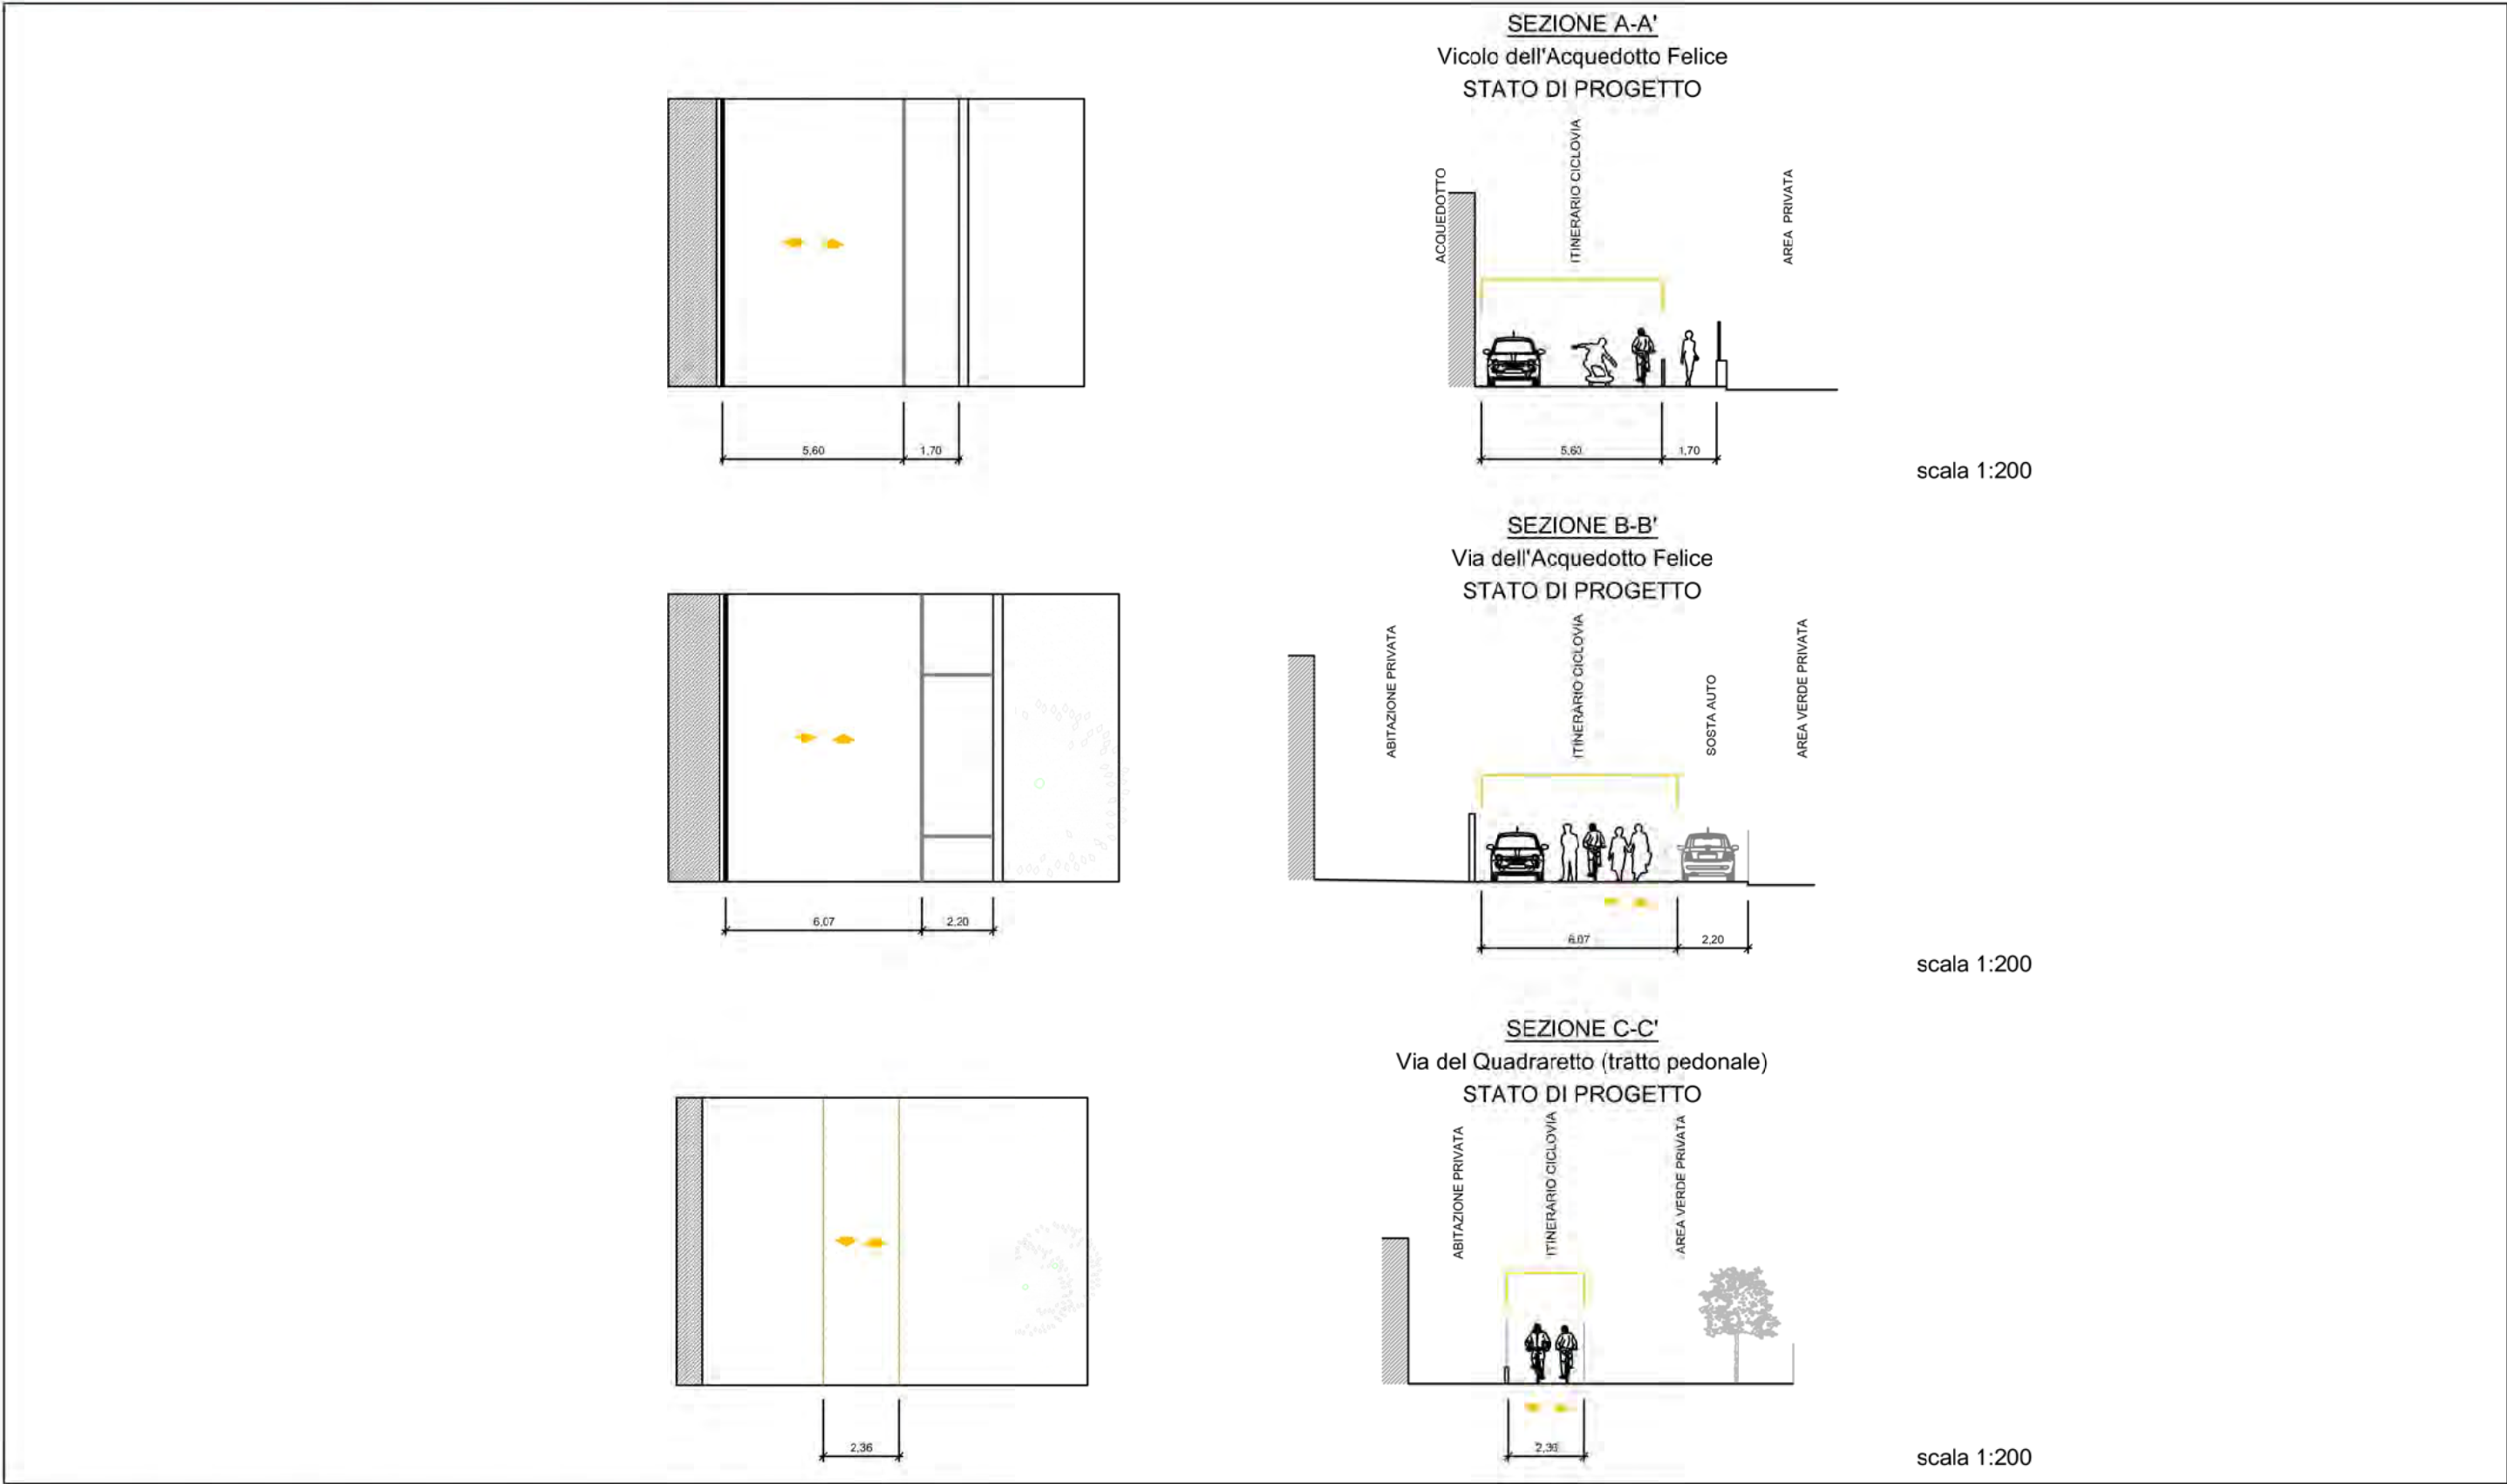 SEZIONE A-A'
Vicolo dell'Acquedotto Felice
STATO DI PROGETTO
ACQUEDOTTO
ITINERARIO CICLOVIA
AREA PRIVATA
5,60
1,70
5,60
1,70
scala 1:200
SEZIONE B-B'
Via dell'Acquedotto Felice
STATO DI PROGETTO
ABITAZIONE PRIVATA
ITINERARIO CICLOVIA
SOSTA AUTO
AREA VERDE PRIVATA
6,07
2,20
6,07
2,20
scala 1:200
SEZIONE C-C'
Via del Quadraretto (tratto pedonale)
STATO DI PROGETTO
ABITAZIONE PRIVATA
ITINERARIO CICLOVIA
AREA VERDE PRIVATA
2,36
2,36
scala 1:200